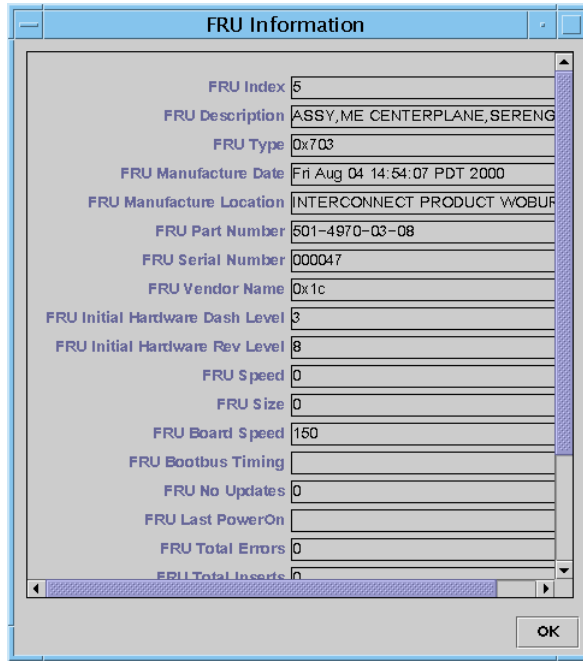 FRU Information
FRU Index 5
FRU Description ASSY,ME CENTERPLANE,SERENG
FRU Type 0x703
FRU Manufacture Date Fri Aug 04 14:54:07 PDT 2000
FRU Manufacture Location INTERCONNECT PRODUCT WOBUR
FRU Part Number 501-4970-03-08
FRU Serial Number 000047
FRU Vendor Name 0x1c
FRU Initial Hardware Dash Level 3
FRU Initial Hardware Rev Level 8
FRU Speed 0
FRU Size 0
FRU Board Speed 150
FRU Bootbus Timing
FRU No Updates 0
FRU Last PowerOn
FRU Total Errors 0
FRU Total Inserts 0
OK